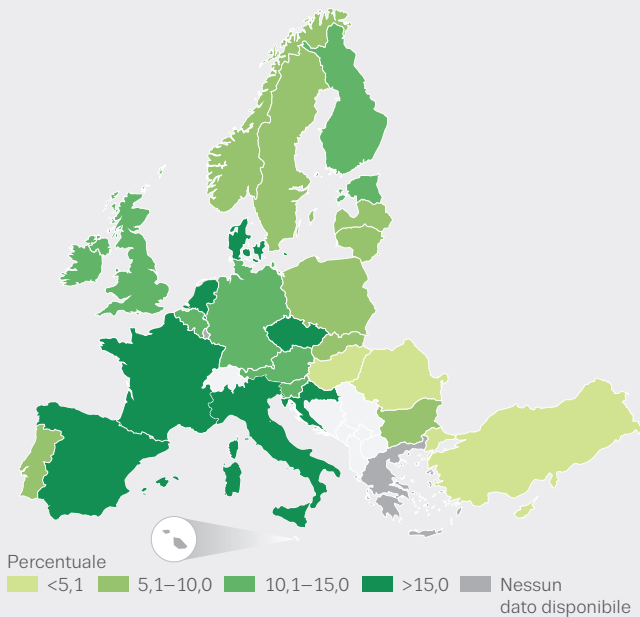 Percentuale
<5,1 5,1–10,0 10,1–15,0 >15,0 Nessun
dato disponibile